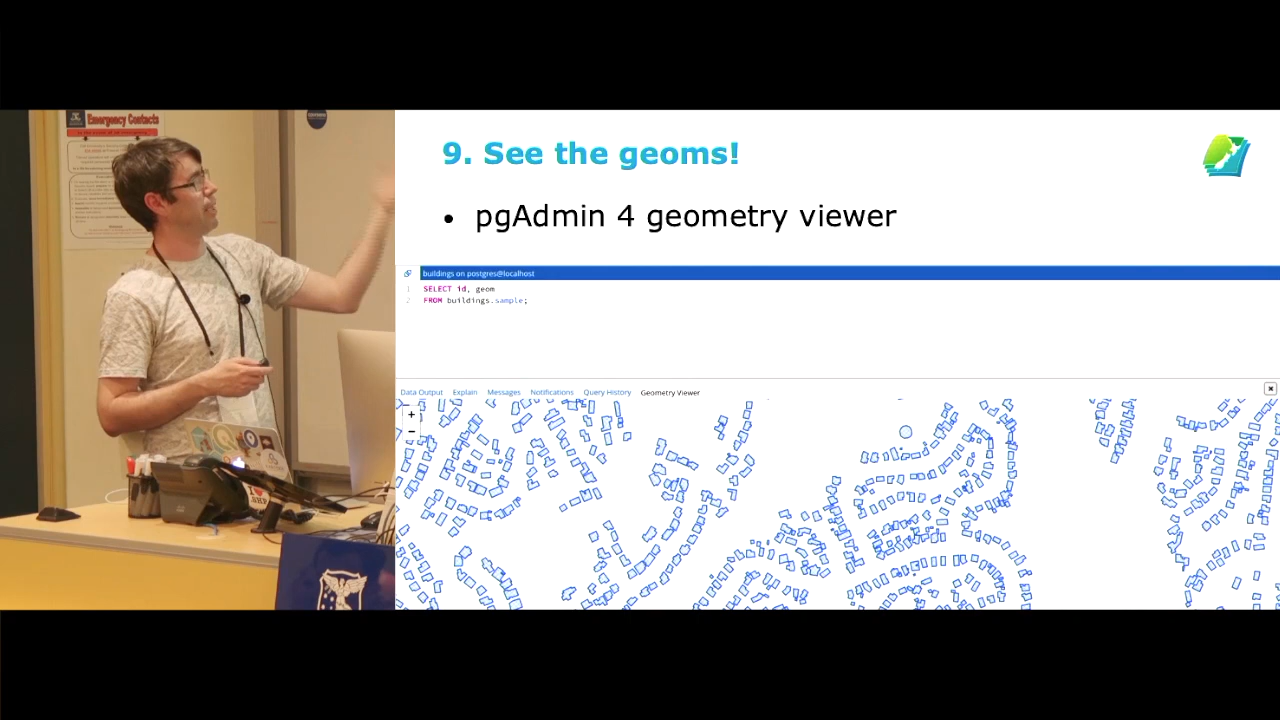 Emergency Contacts
9. See the geoms!
• pgAdmin 4 geometry viewer
buildings on postgres@localhost
1 SELECT id, geom
2 FROM buildings.sample;
Data Output Explain Messages Notifications Query History Geometry Viewer
+
−
I
.SHP